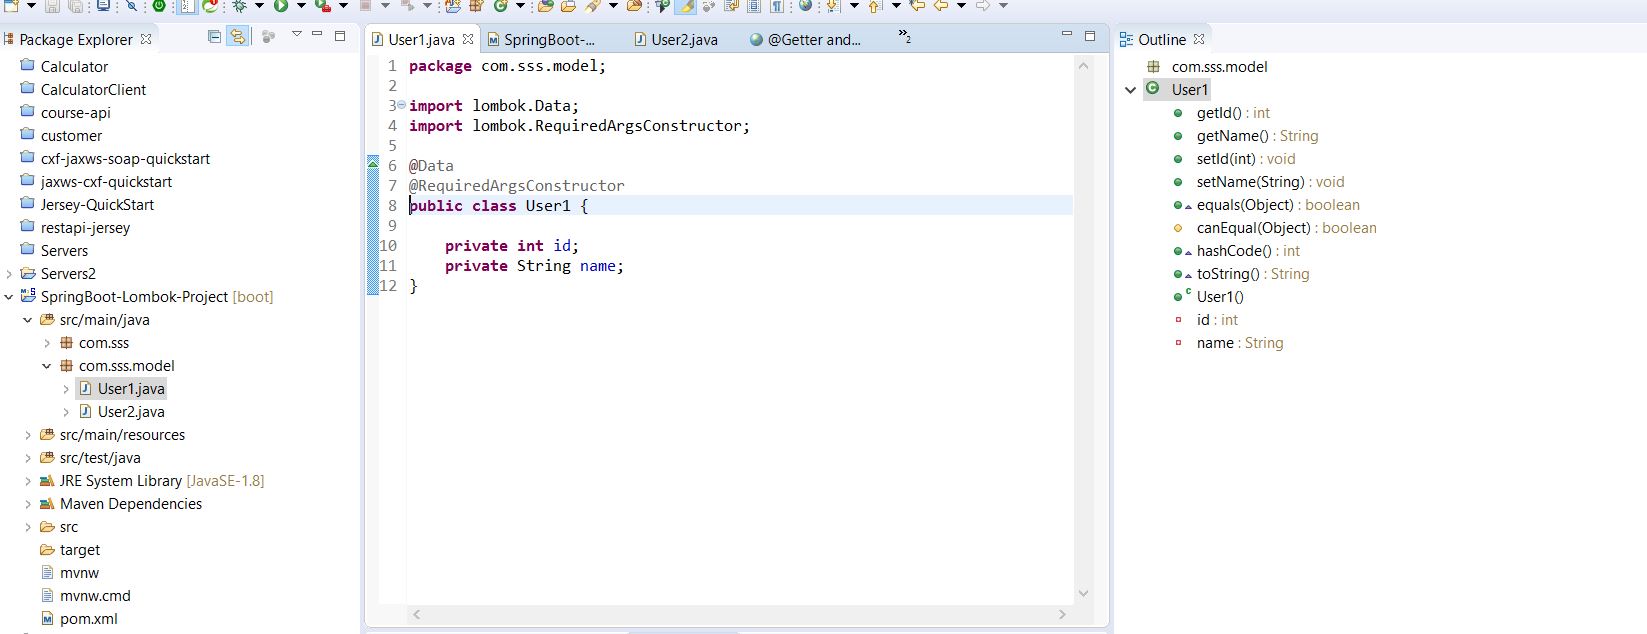 Package Explorer
Calculator
CalculatorClient
course-api
customer
cxf-jaxws-soap-quickstart
jaxws-cxf-quickstart
Jersey-QuickStart
restapi-jersey
Servers
Servers2
SpringBoot-Lombok-Project [boot]
src/main/java
com.sss
com.sss.model
User1.java
User2.java
src/main/resources
src/test/java
JRE System Library [JavaSE-1.8]
Maven Dependencies
src
target
mvnw
mvnw.cmd
pom.xml
User1.java SpringBoot-... User2.java @Getter and... »2
1 package com.sss.model;
2
3 import lombok.Data;
4 import lombok.RequiredArgsConstructor;
5
6 @Data
7 @RequiredArgsConstructor
8 public class User1 {
9
10 private int id;
11 private String name;
12 }
Outline
com.sss.model
User1
getId() : int
getName() : String
setId(int) : void
setName(String) : void
equals(Object) : boolean
canEqual(Object) : boolean
hashCode() : int
toString() : String
User1()
id : int
name : String